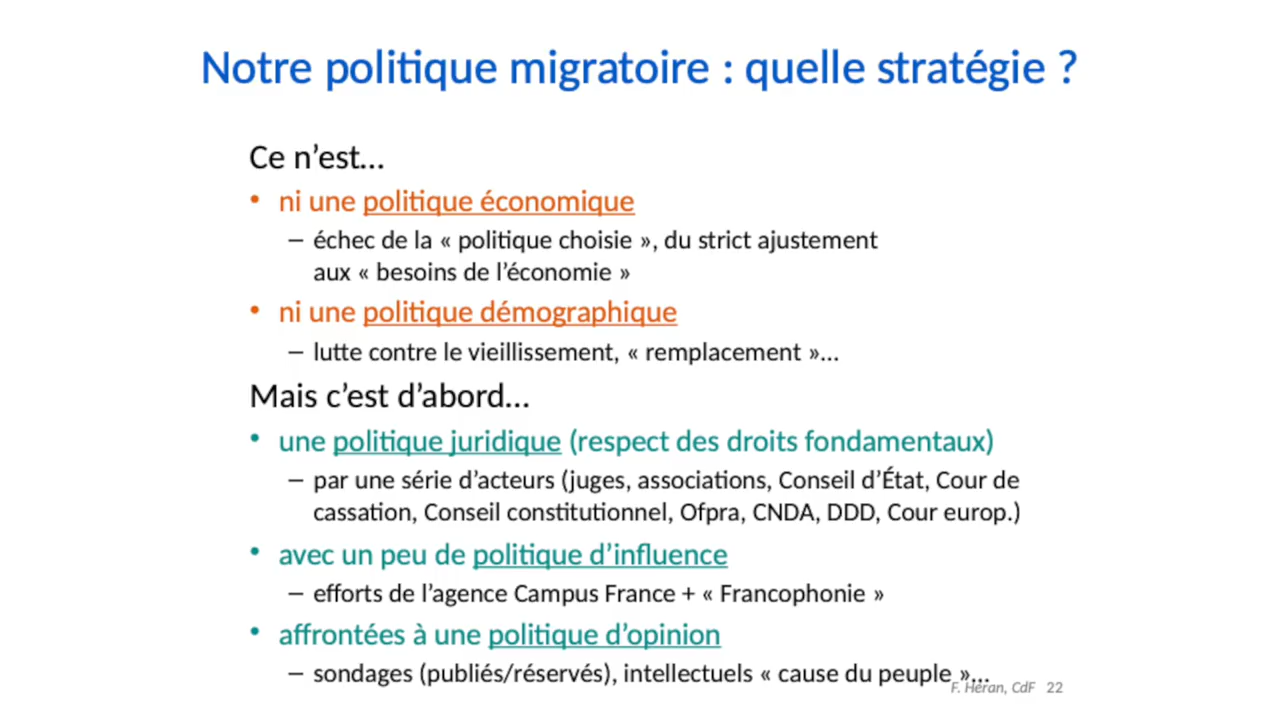 Notre politique migratoire : quelle stratégie ?
Ce n’est…
• ni une politique économique
– échec de la « politique choisie », du strict ajustement
aux « besoins de l’économie »
• ni une politique démographique
– lutte contre le vieillissement, « remplacement »…
Mais c’est d’abord…
• une politique juridique (respect des droits fondamentaux)
– par une série d’acteurs (juges, associations, Conseil d’État, Cour de
cassation, Conseil constitutionnel, Ofpra, CNDA, DDD, Cour europ.)
• avec un peu de politique d’influence
– efforts de l’agence Campus France + « Francophonie »
• affrontées à une politique d’opinion
– sondages (publiés/réservés), intellectuels « cause du peuple »…
F. Héran, CdF 22